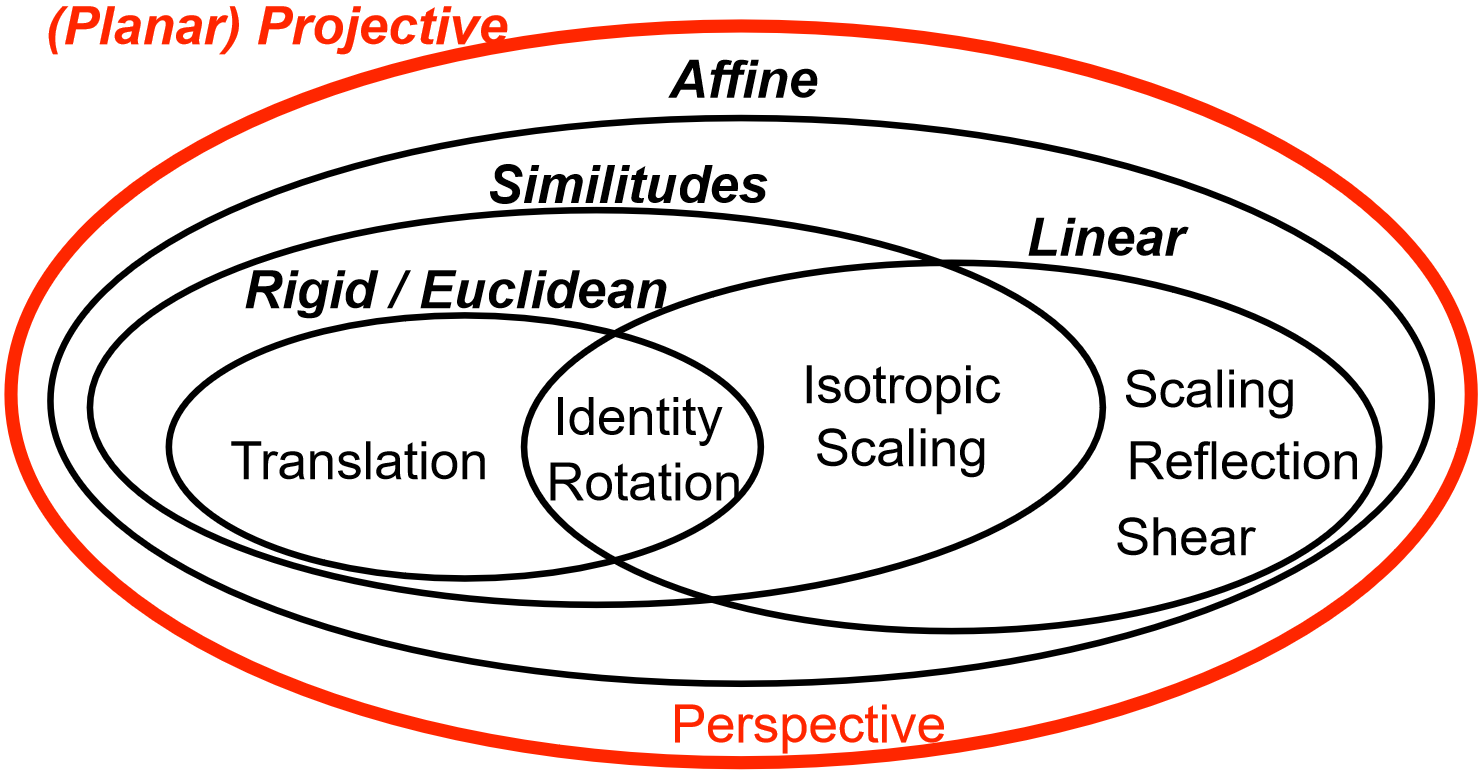 (Planar) Projective
Affine
Similitudes
Linear
Rigid / Euclidean
Translation
Identity
Rotation
Isotropic
Scaling
Scaling
Reflection
Shear
Perspective